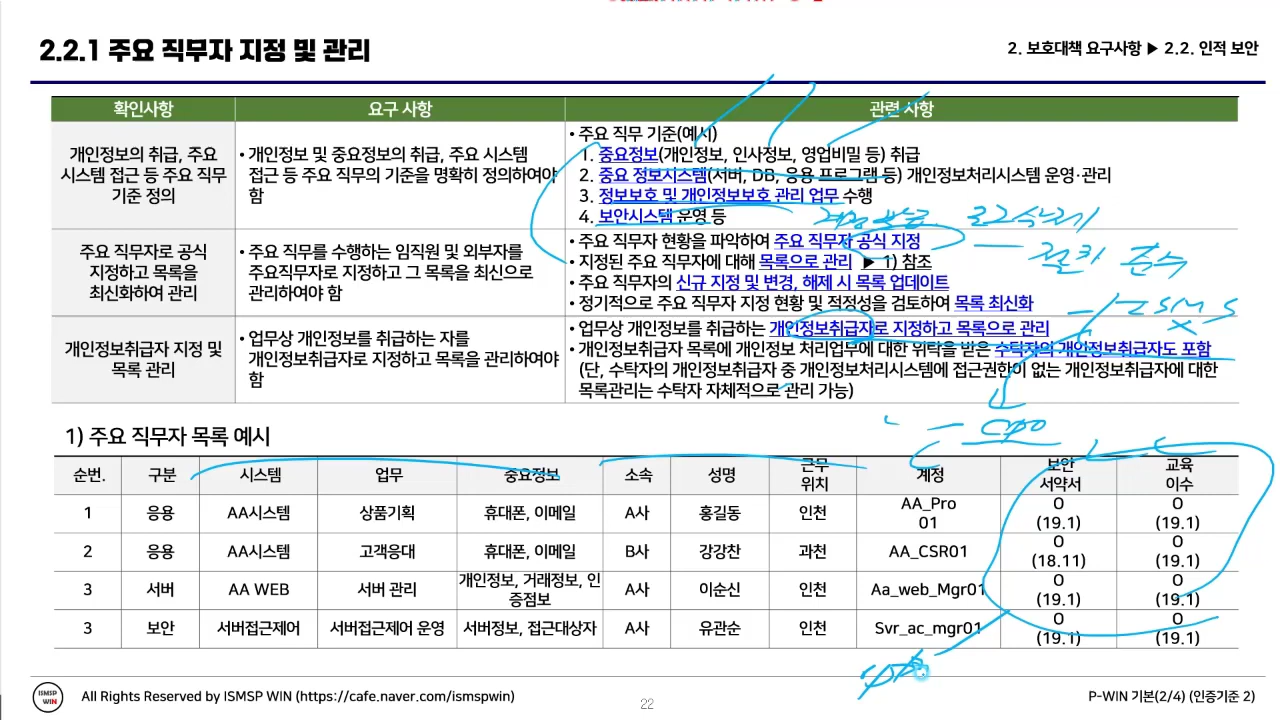 2.2.1 주요 직무자 지정 및 관리
2. 보호대책 요구사항 ▶ 2.2. 인적 보안
확인사항 요구 사항 관련 사항
개인정보의 취급, 주요
시스템 접근 등 주요 직무
기준 정의
• 개인정보 및 중요정보의 취급, 주요 시스템
접근 등 주요 직무의 기준을 명확히 정의하여야
함
• 주요 직무 기준(예시)
1. 중요정보(개인정보, 인사정보, 영업비밀 등) 취급
2. 중요 정보시스템(서버, DB, 응용 프로그램 등) 개인정보처리시스템 운영·관리
3. 정보보호 및 개인정보보호 관리 업무 수행
4. 보안시스템 운영 등
주요 직무자로 공식
지정하고 목록을
최신화하여 관리
• 주요 직무를 수행하는 임직원 및 외부자를
주요직무자로 지정하고 그 목록을 최신으로
관리하여야 함
• 주요 직무자 현황을 파악하여 주요 직무자 공식 지정
• 지정된 주요 직무자에 대해 목록으로 관리 ▶ 1) 참조
• 주요 직무자의 신규 지정 및 변경, 해제 시 목록 업데이트
• 정기적으로 주요 직무자 지정 현황 및 적정성을 검토하여 목록 최신화
절차 준수
개인정보취급자 지정 및
목록 관리
• 업무상 개인정보를 취급하는 자를
개인정보취급자로 지정하고 목록을 관리하여야
함
• 업무상 개인정보를 취급하는 개인정보취급자로 지정하고 목록으로 관리
• 개인정보취급자 목록에 개인정보 처리업무에 대한 위탁을 받은 수탁자의 개인정보취급자도 포함
(단, 수탁자의 개인정보취급자 중 개인정보처리시스템에 접근권한이 없는 개인정보취급자에 대한
목록관리는 수탁자 자체적으로 관리 가능)
ISMS
X
CPO
1) 주요 직무자 목록 예시
순번. 구분 시스템 업무 중요정보 소속 성명 근무 위치 계정 보안 서약서 교육 이수
1 응용 AA시스템 상품기획 휴대폰, 이메일 A사 홍길동 인천 AA_Pro 01 O (19.1) O (19.1)
2 응용 AA시스템 고객응대 휴대폰, 이메일 B사 강강찬 과천 AA_CSR01 O (18.11) O (19.1)
3 서버 AA WEB 서버 관리 개인정보, 거래정보, 인증점보 A사 이순신 인천 Aa_web_Mgr01 O (19.1) O (19.1)
3 보안 서버접근제어 서버접근제어 운영 서버정보, 접근대상자 A사 유관순 인천 Svr_ac_mgr01 O (19.1) O (19.1)
ISMSP
WIN
All Rights Reserved by ISMSP WIN (https://cafe.naver.com/ismspwin)
22
P-WIN 기본(2/4) (인증기준 2)